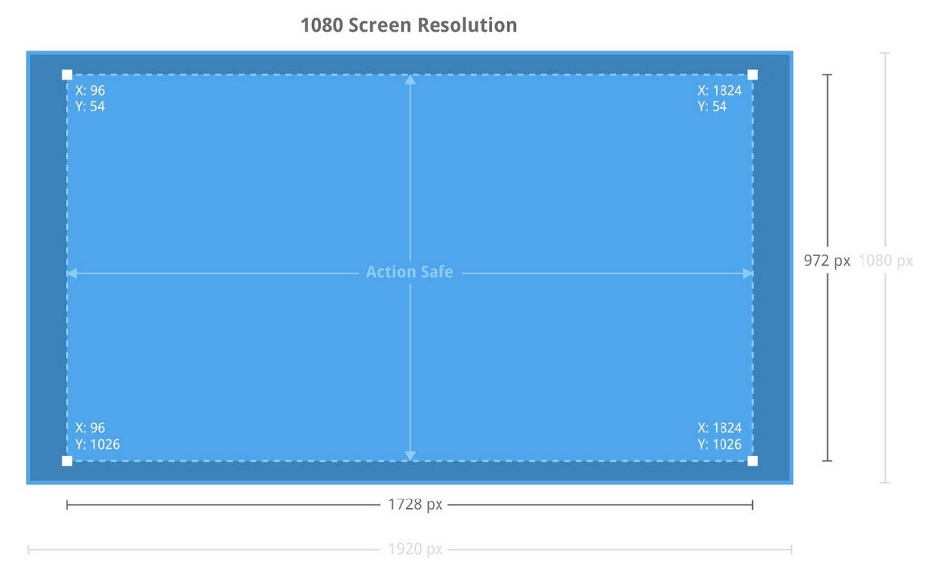 1080 Screen Resolution
X: 96
Y: 54
X: 1824
Y: 54
Action Safe
972 px
1080 px
X: 96
Y: 1026
X: 1824
Y: 1026
1728 px
1920 px